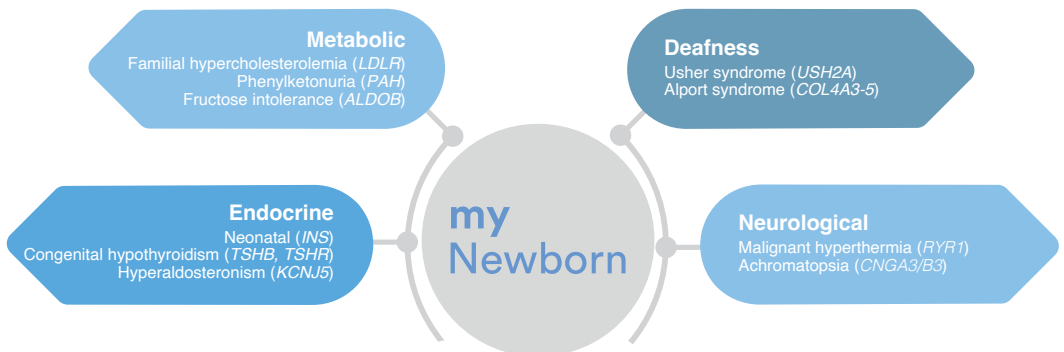 Metabolic
Familial hypercholesterolemia (LDLR)
Phenylketonuria (PAH)
Fructose intolerance (ALDOB)
Deafness
Usher syndrome (USH2A)
Alport syndrome (COL4A3-5)
Endocrine
Neonatal (INS)
Congenital hypothyroidism (TSHB, TSHR)
Hyperaldosteronism (KCNJ5)
my
Newborn
Neurological
Malignant hyperthermia (RYR1)
Achromatopsia (CNGA3/B3)